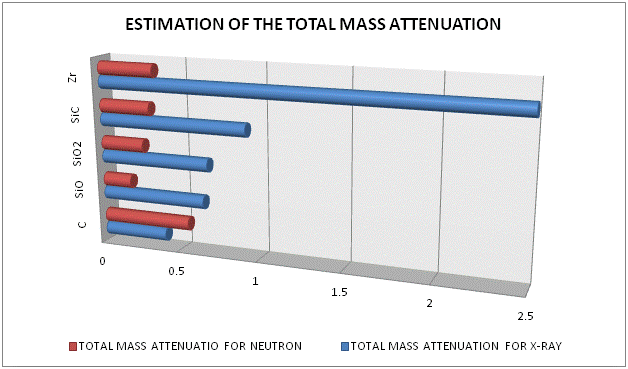 ESTIMATION OF THE TOTAL MASS ATTENUATION
Zr
SiC
SiO2
SiO
C
0
0.5
1
1.5
2
2.5
TOTAL MASS ATTENUATIO FOR NEUTRON
TOTAL MASS ATTENUATION FOR X-RAY